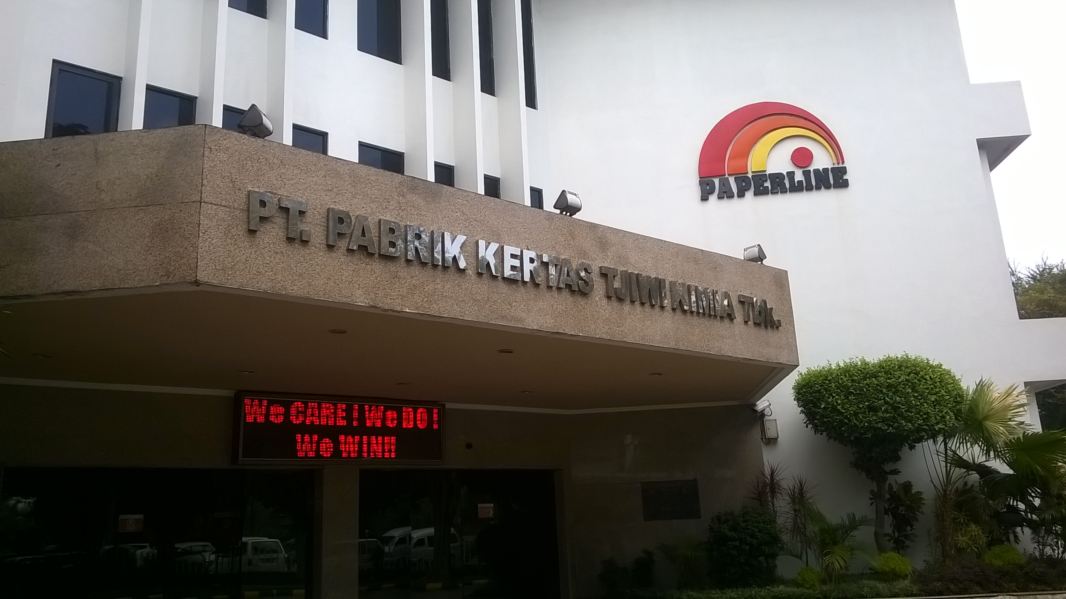 PAPERLINE
PT. PABRIK KERTAS TJIWI KIMIA Tbk.
We CARE! We DO!
We WIN!!